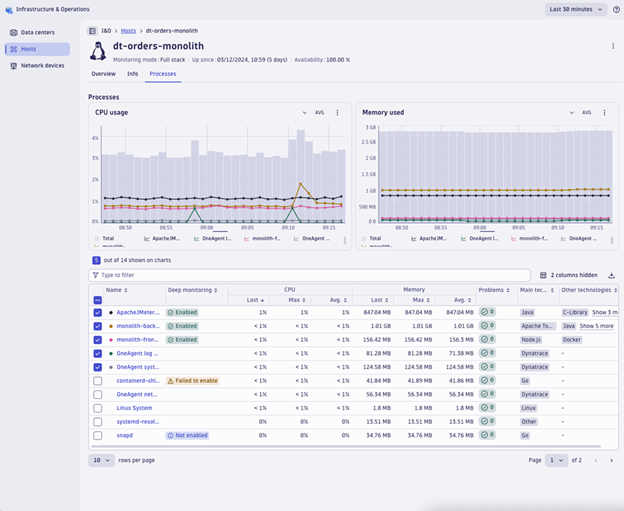 Infrastructure & Operations
Last 30 minutes
Data centers
Hosts
Network devices
I&O > Hosts > dt-orders-monolith
dt-orders-monolith
Monitoring mode: Full stack | Up since: 03/12/2024, 10:59 (5 days) | Availability: 100.00 %
Overview Info Processes
Processes
CPU usage AVG
4%
3%
2%
1%
0%
08:50 08:55 09:00 09:05 09:10 09:15
Total ApacheJM... OneAgent l... monolith-f... OneAgent ...
Memory used AVG
3 GB
2.5 GB
2 GB
1.5 GB
1 GB
500 MB
0 B
08:50 08:55 09:00 09:05 09:10 09:15
Total ApacheJM... OneAgent l... monolith-f... OneAgent ...
5 out of 14 shown on charts
Type to filter
2 columns hidden
Name Deep monitoring CPU Memory Problems Main tec... Other technologies
Last Max Avg. Last Max Avg.
ApacheJMeter... Enabled 1% 1% 1% 847.04 MB 847.04 MB 847.04 MB 0 Java C-Library Show 3 m
monolith-back... Enabled < 1% < 1% < 1% 1.01 GB 1.01 GB 1.01 GB 0 Apache To... Java Show 5 more
monolith-fron... Enabled < 1% < 1% < 1% 156.42 MB 156.42 MB 156.3 MB 0 Node.js Docker
OneAgent log ... < 1% < 1% < 1% 81.28 MB 81.28 MB 71.38 MB 0 Dynatrace -
OneAgent syst... < 1% < 1% < 1% 124.58 MB 124.58 MB 124.58 MB 0 Dynatrace -
containerd-shi... Failed to enable < 1% < 1% < 1% 41.84 MB 41.89 MB 41.86 MB 0 Go -
OneAgent net... < 1% < 1% < 1% 56.34 MB 56.34 MB 56.34 MB 0 Dynatrace -
Linux System < 1% < 1% < 1% 1.8 MB 1.8 MB 1.8 MB 0 Linux -
systemd-resol... 0% 0% 0% 13.51 MB 13.51 MB 13.51 MB 0 Other -
snapd Not enabled 0% 0% 0% 34.76 MB 34.76 MB 34.76 MB 0 Go -
10 rows per page
Page 1 of 2